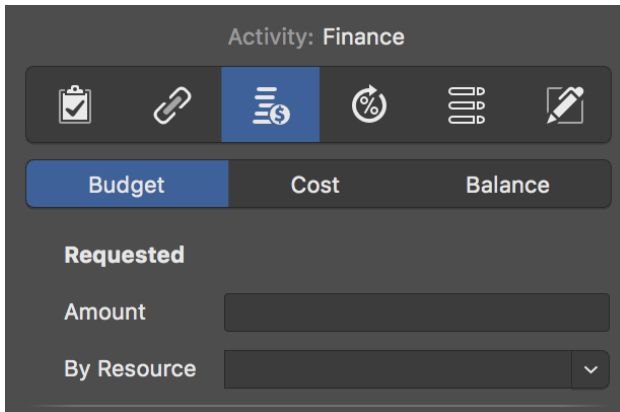 Activity: Finance
Budget Cost Balance
Requested
Amount
By Resource